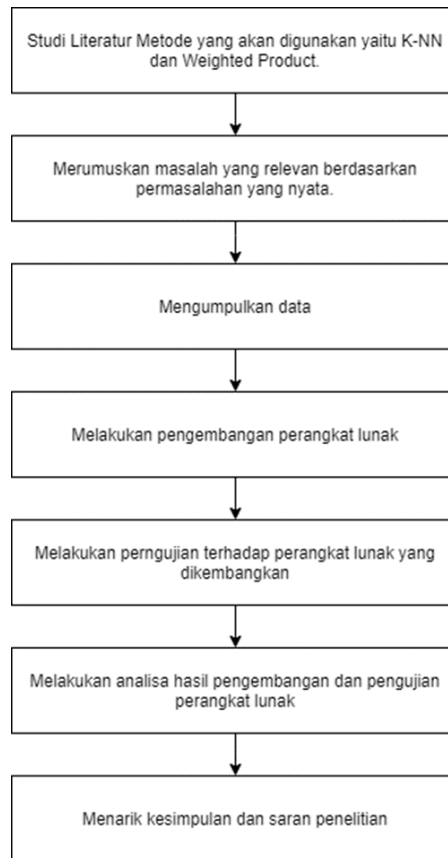 Studi Literatur Metode yang akan digunakan yaitu K-NN
dan Weighted Product.
Merumuskan masalah yang relevan berdasarkan
permasalahan yang nyata.
Mengumpulkan data
Melakukan pengembangan perangkat lunak
Melakukan perngujian terhadap perangkat lunak yang
dikembangkan
Melakukan analisa hasil pengembangan dan pengujian
perangkat lunak
Menarik kesimpulan dan saran penelitian